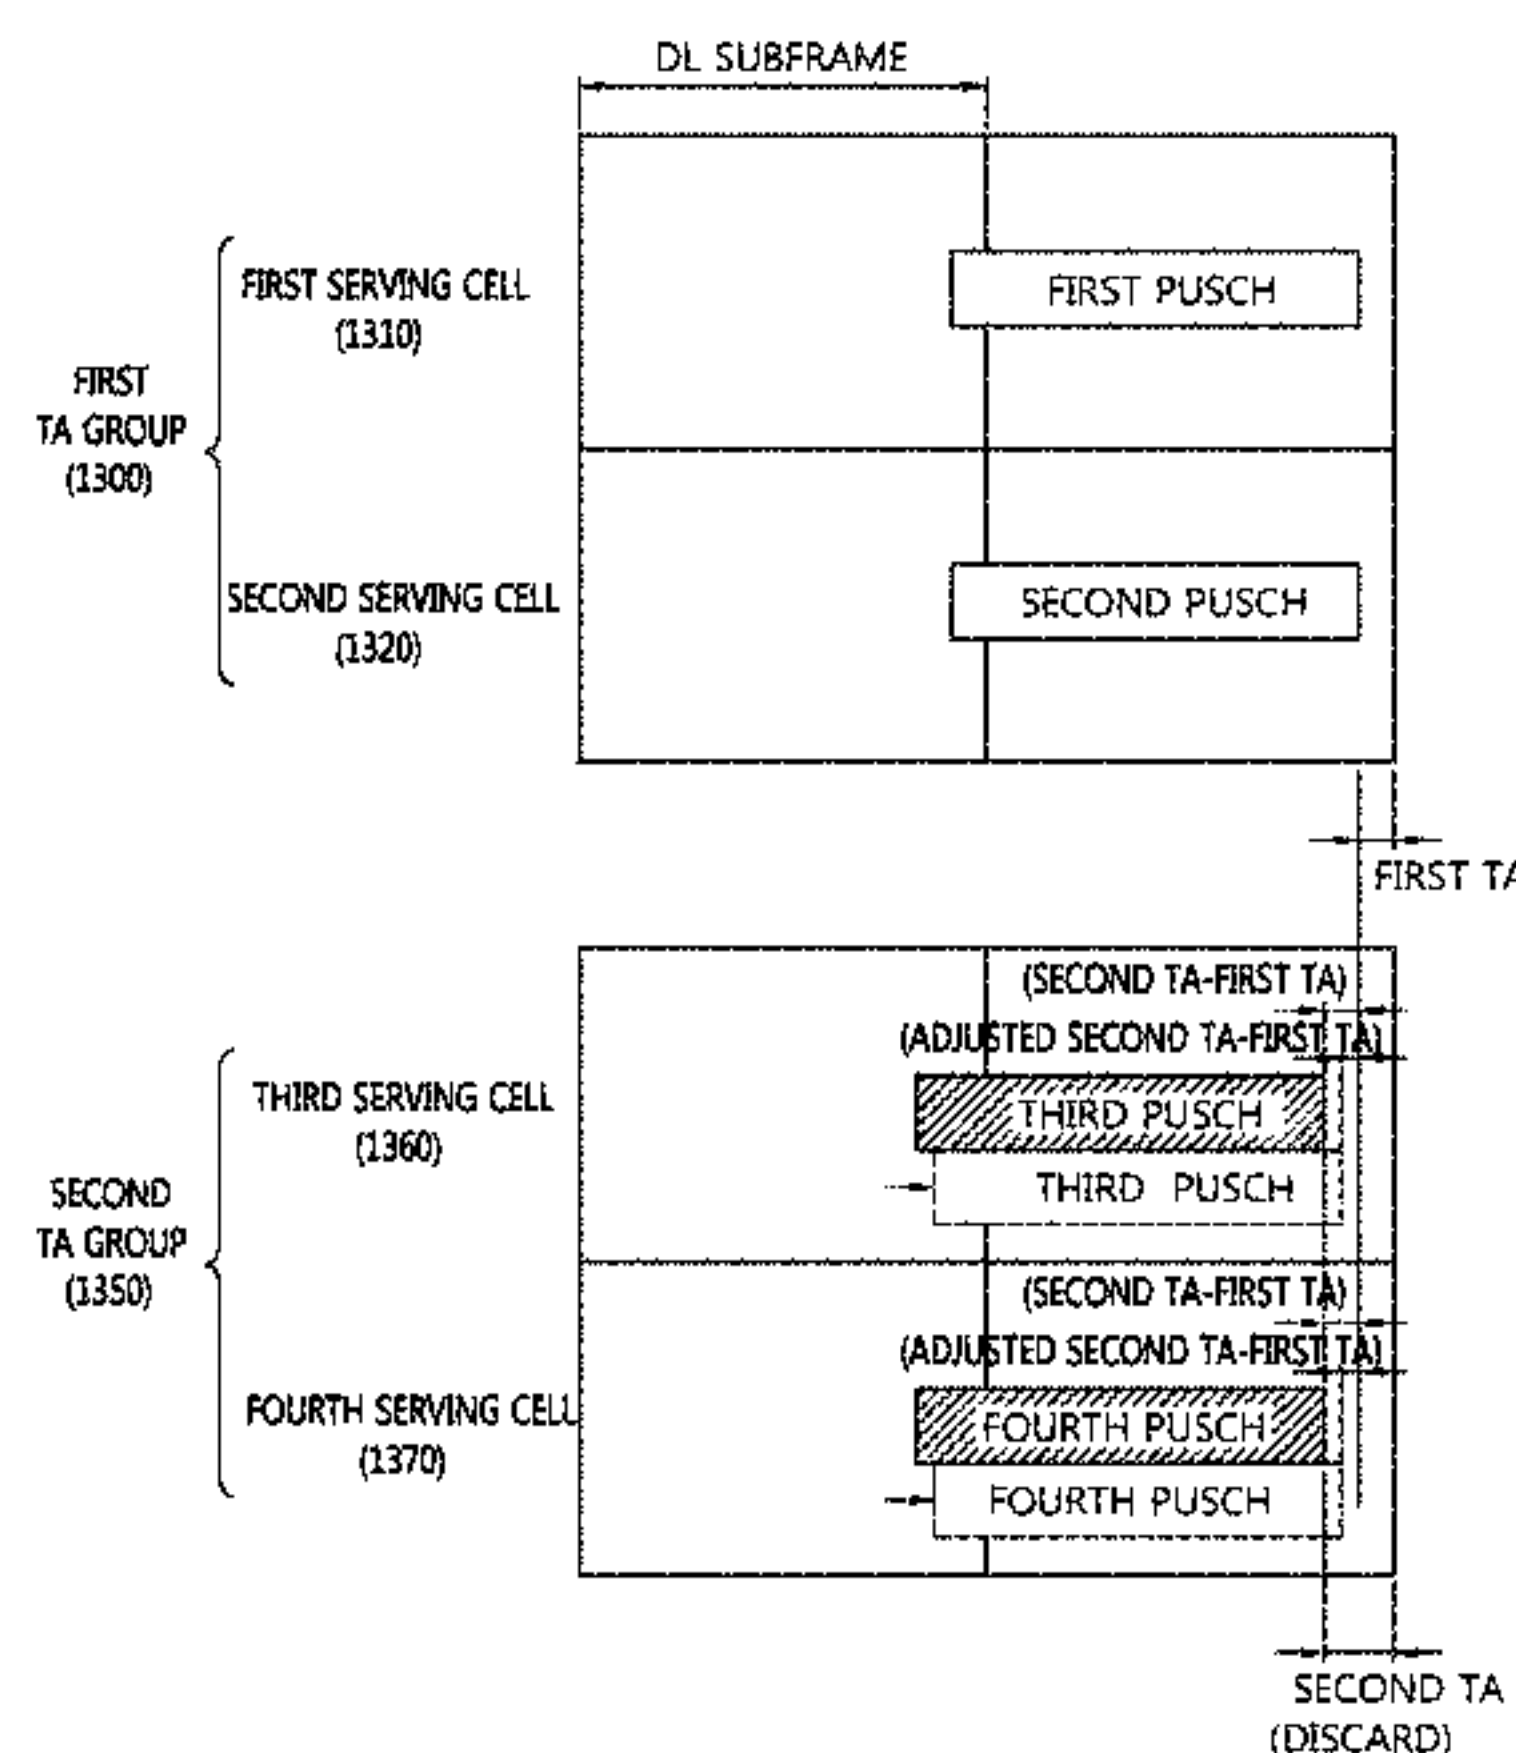 DL SUBFRAME
FIRST SERVING CELL
(1310)
FIRST PUSCH
FIRST
TA GROUP
(1300)
SECOND SERVING CELL
(1320)
SECOND PUSCH
FIRST TA
(SECOND TA-FIRST TA)
(ADJUSTED SECOND TA-FIRST TA)
THIRD SERVING CELL
(1360)
THIRD PUSCH
THIRD PUSCH
SECOND
TA GROUP
(1350)
(SECOND TA-FIRST TA)
(ADJUSTED SECOND TA-FIRST TA)
FOURTH SERVING CELL
(1370)
FOURTH PUSCH
FOURTH PUSCH
SECOND TA
(DISCARD)